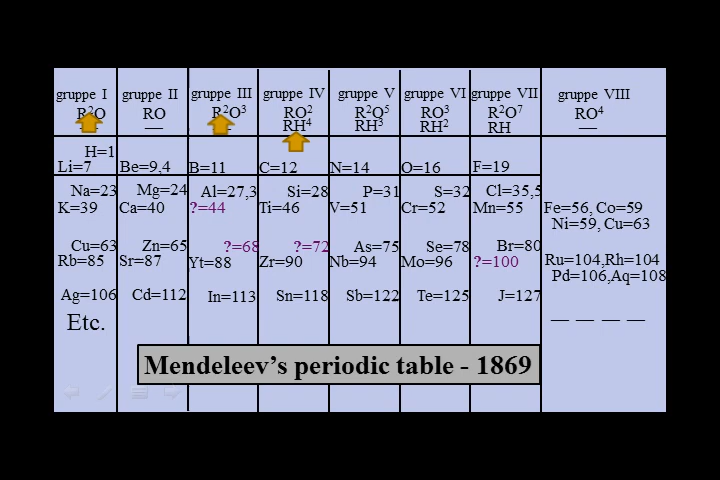 gruppe I gruppe II gruppe III gruppe IV gruppe V gruppe VI gruppe VII gruppe VIII
R²O RO R²O³ RO² R²O⁵ RO³ R²O⁷ RO⁴
— — RH⁴ RH³ RH² RH —
H=1
Li=7 Be=9,4 B=11 C=12 N=14 O=16 F=19
Na=23 Mg=24 Al=27,3 Si=28 P=31 S=32 Cl=35,5
K=39 Ca=40 ?=44 Ti=46 V=51 Cr=52 Mn=55 Fe=56, Co=59
Ni=59, Cu=63
Cu=63 Zn=65 ?=68 ?=72 As=75 Se=78 Br=80
Rb=85 Sr=87 Yt=88 Zr=90 Nb=94 Mo=96 ?=100 Ru=104,Rh=104
Pd=106,Aq=108
Ag=106 Cd=112 In=113 Sn=118 Sb=122 Te=125 J=127
Etc. — — — —
Mendeleev's periodic table - 1869